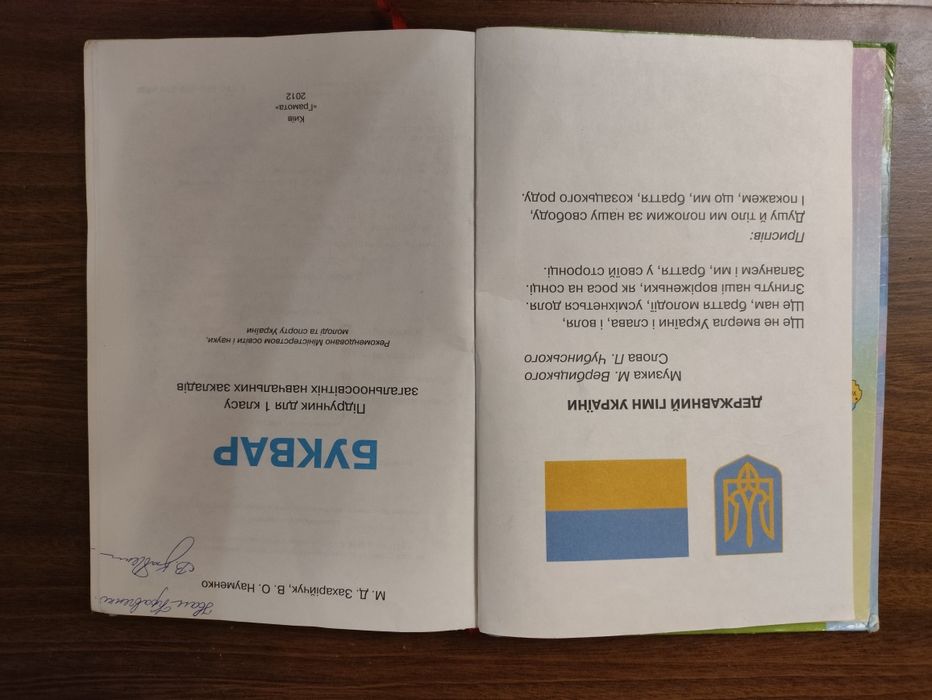 ДЕРЖАВНИЙ ГІМН УКРАЇНИ
Музика М. Вербицького
Слова П. Чубинського
Ще не вмерла України і слава, і воля,
Ще нам, браття молодії, усміхнеться доля.
Згинуть наші воріженьки, як роса на сонці.
Запануєм і ми, браття, у своїй сторонці.
Приспів:
Душу й тіло ми положим за нашу свободу,
І покажем, що ми, браття, козацького роду.
М. Д. Захарійчук, В. О. Науменко
БУКВАР
Підручник для 1 класу
загальноосвітніх навчальних закладів
Рекомендовано Міністерством освіти і науки,
молоді та спорту України
Київ
«Грамота»
2012